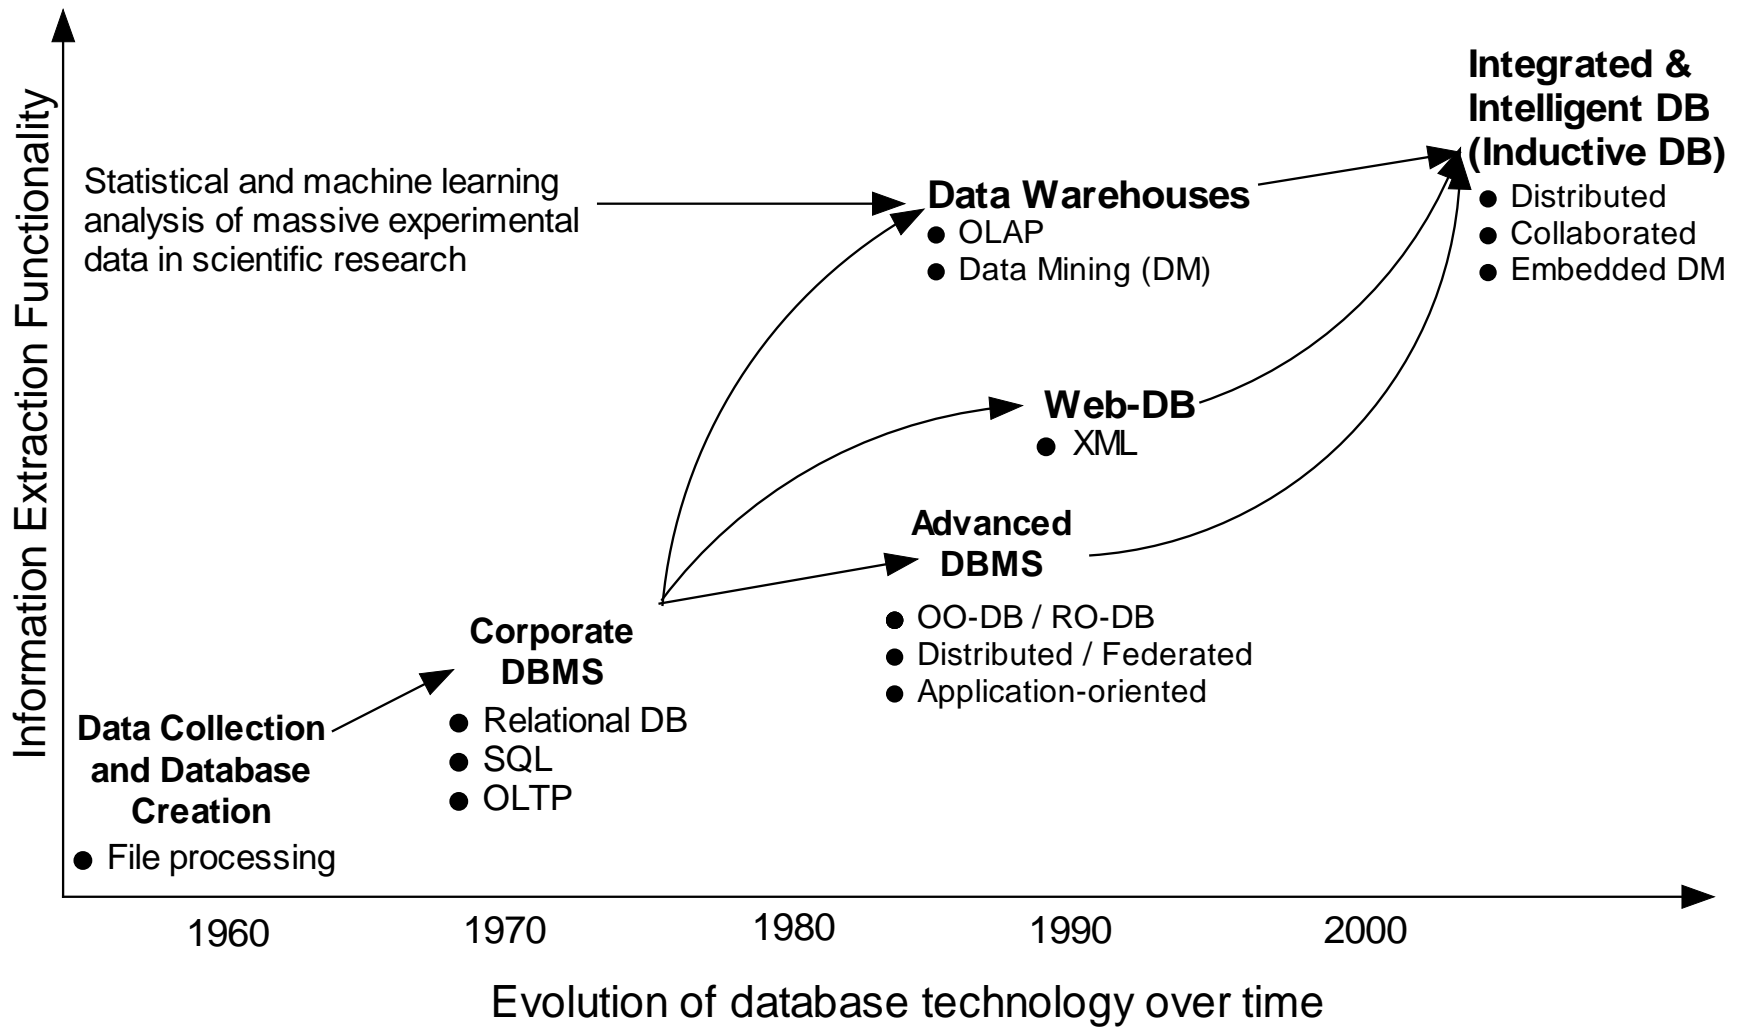 Information Extraction Functionality
Statistical and machine learning
analysis of massive experimental
data in scientific research
Data Collection
and Database
Creation
● File processing
Corporate
DBMS
● Relational DB
● SQL
● OLTP
Data Warehouses
● OLAP
● Data Mining (DM)
Web-DB
● XML
Advanced
DBMS
● OO-DB / RO-DB
● Distributed / Federated
● Application-oriented
Integrated &
Intelligent DB
(Inductive DB)
● Distributed
● Collaborated
● Embedded DM
1960 1970 1980 1990 2000
Evolution of database technology over time